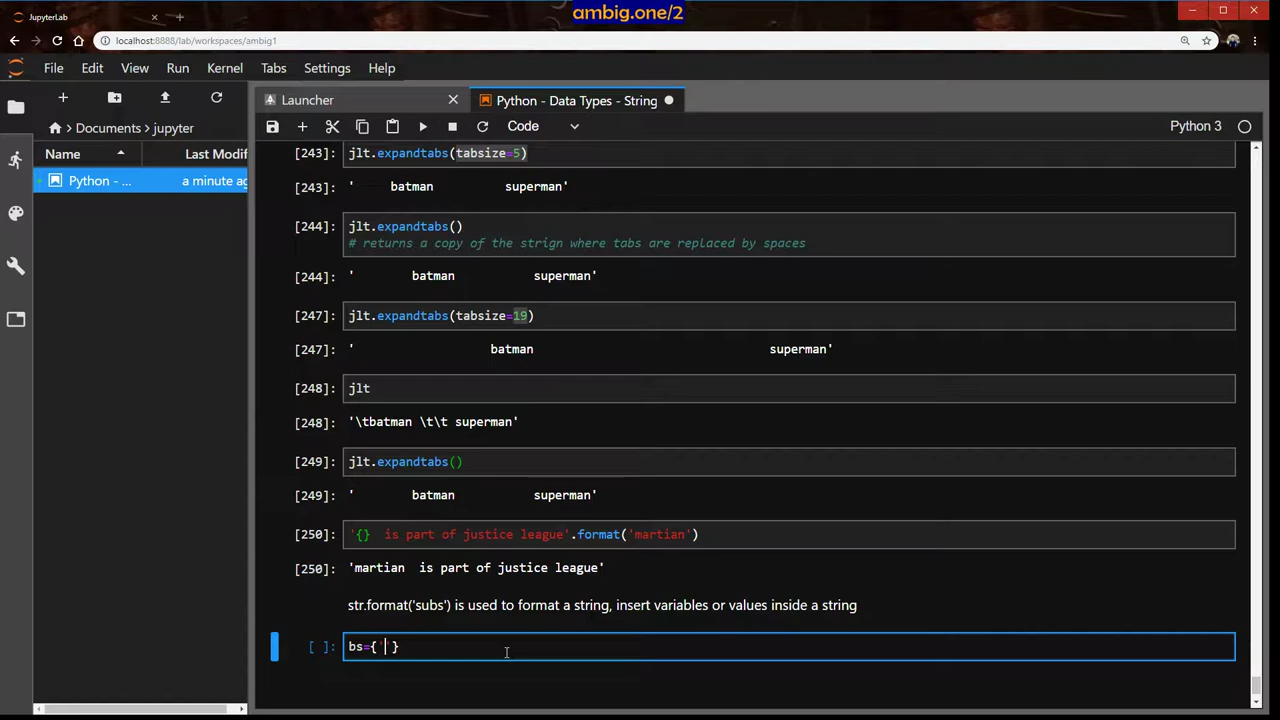 ambig.one/2
JupyterLab
localhost:8888/lab/workspaces/ambig1
File Edit View Run Kernel Tabs Settings Help
Launcher
Python - Data Types - String
Documents > jupyter
Code
Python 3
Name
Last Modif
Python - ...
a minute ag
[243]: jlt.expandtabs(tabsize=5)
[243]: '     batman          superman'
[244]: jlt.expandtabs()
# returns a copy of the strign where tabs are replaced by spaces
[244]: '        batman           superman'
[247]: jlt.expandtabs(tabsize=19)
[247]: '                   batman                                  superman'
[248]: jlt
[248]: '\tbatman \t\t superman'
[249]: jlt.expandtabs()
[249]: '        batman           superman'
[250]: '{}  is part of justice league'.format('martian')
[250]: 'martian  is part of justice league'
str.format('subs') is used to format a string, insert variables or values inside a string
[ ]: bs={''}